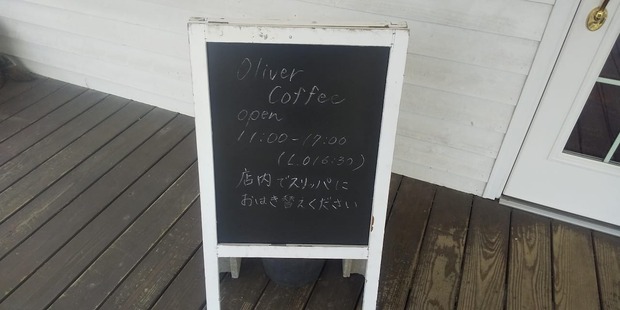 Oliver
Coffee
open
11:00-17:00
(L.O16:30)
店内でスリッパに
おはき替えください